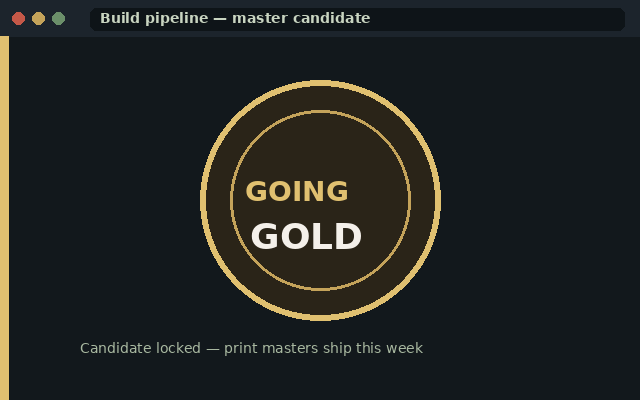 Build pipeline — master candidate
GOING
GOLD
Candidate locked — print masters ship this week